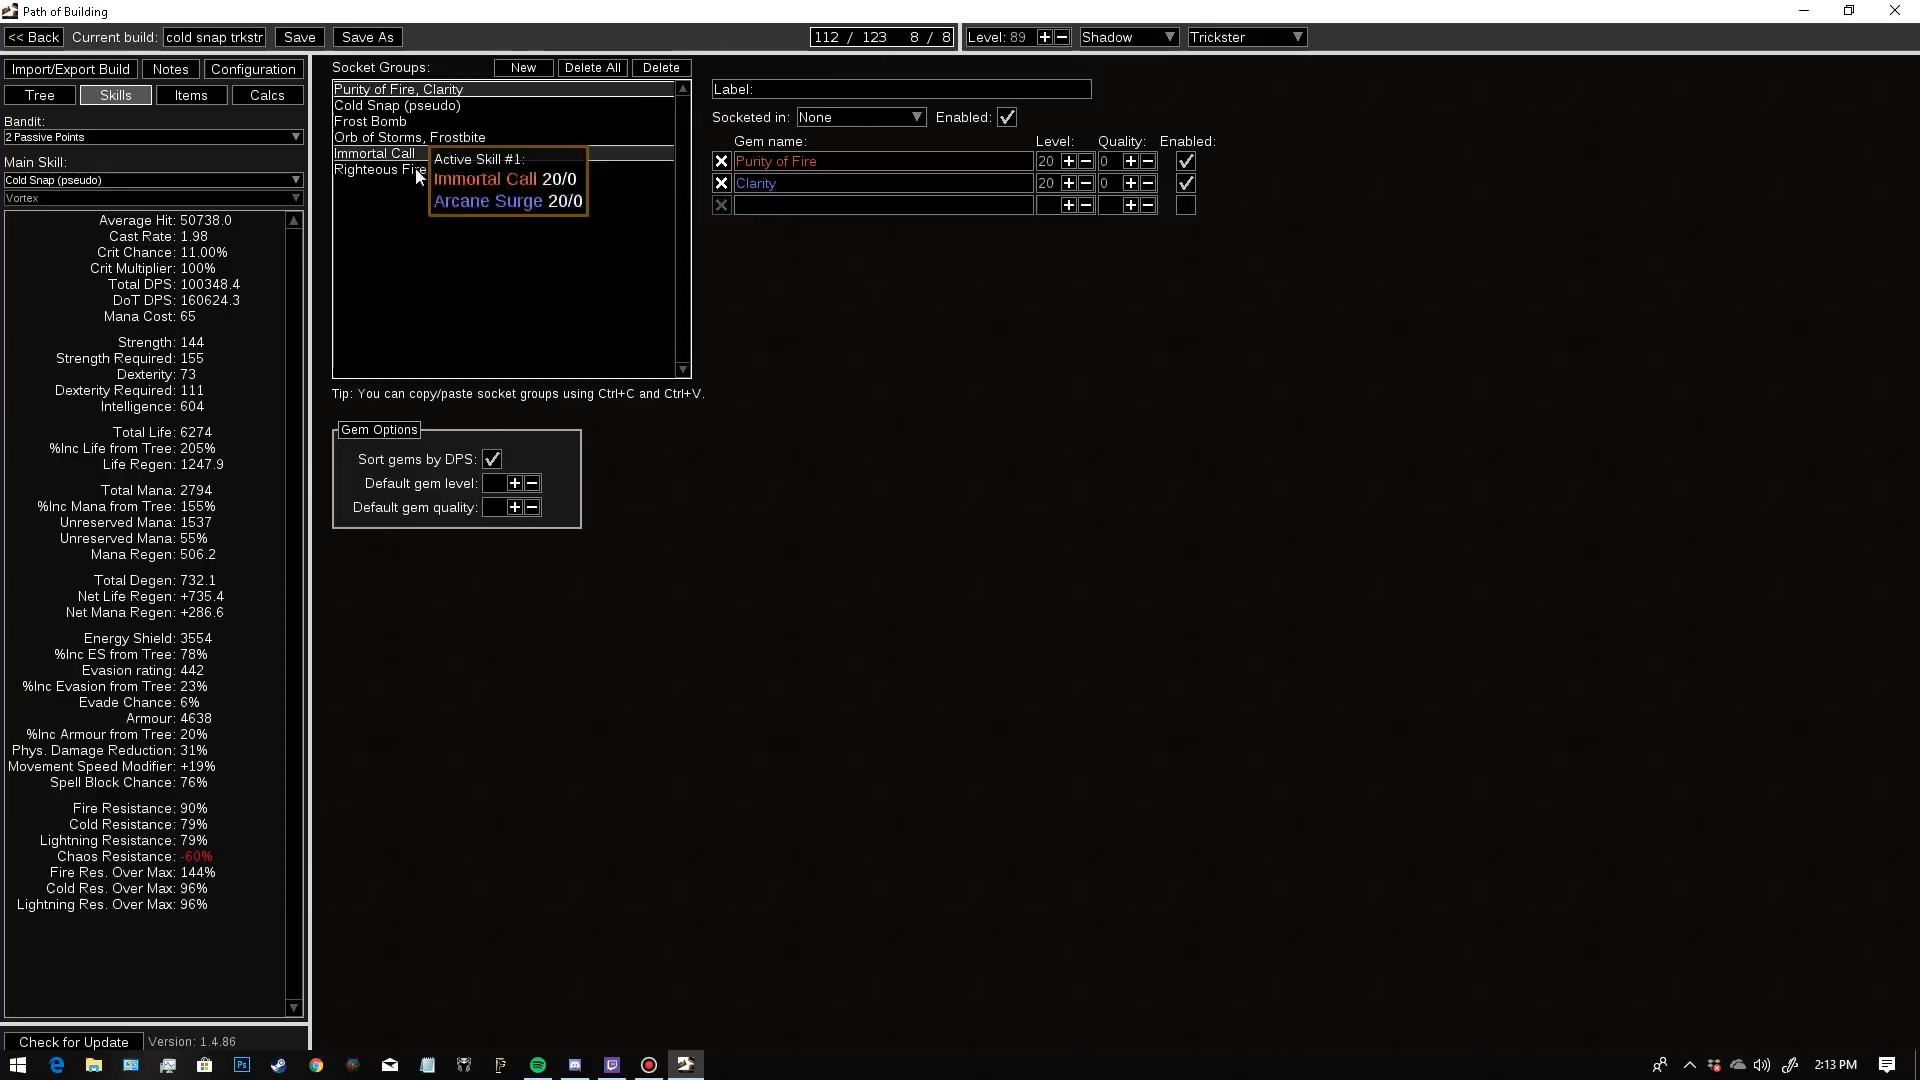 Path of Building
<< Back Current build: cold snap trkstr Save Save As 112 / 123 8 / 8 Level: 89 + − Shadow Trickster
Import/Export Build Notes Configuration
Tree Skills Items Calcs
Bandit:
2 Passive Points
Main Skill:
Cold Snap (pseudo)
Vortex
Average Hit: 50738.0
Cast Rate: 1.98
Crit Chance: 11.00%
Crit Multiplier: 100%
Total DPS: 100348.4
DoT DPS: 160624.3
Mana Cost: 65
Strength: 144
Strength Required: 155
Dexterity: 73
Dexterity Required: 111
Intelligence: 604
Total Life: 6274
%Inc Life from Tree: 205%
Life Regen: 1247.9
Total Mana: 2794
%Inc Mana from Tree: 155%
Unreserved Mana: 1537
Unreserved Mana: 55%
Mana Regen: 506.2
Total Degen: 732.1
Net Life Regen: +735.4
Net Mana Regen: +286.6
Energy Shield: 3554
%Inc ES from Tree: 78%
Evasion rating: 442
%Inc Evasion from Tree: 23%
Evade Chance: 6%
Armour: 4638
%Inc Armour from Tree: 20%
Phys. Damage Reduction: 31%
Movement Speed Modifier: +19%
Spell Block Chance: 76%
Fire Resistance: 90%
Cold Resistance: 79%
Lightning Resistance: 79%
Chaos Resistance: -60%
Fire Res. Over Max: 144%
Cold Res. Over Max: 96%
Lightning Res. Over Max: 96%
Check for Update Version: 1.4.86
Socket Groups: New Delete All Delete
Purity of Fire, Clarity
Cold Snap (pseudo)
Frost Bomb
Orb of Storms, Frostbite
Immortal Call
Righteous Fire
Active Skill #1:
Immortal Call 20/0
Arcane Surge 20/0
Tip: You can copy/paste socket groups using Ctrl+C and Ctrl+V.
Gem Options
Sort gems by DPS:
Default gem level: + −
Default gem quality: + −
Label:
Socketed in: None Enabled:
Gem name: Level: Quality: Enabled:
Purity of Fire 20 + − 0 + −
Clarity 20 + − 0 + −
+ − + −
2:13 PM